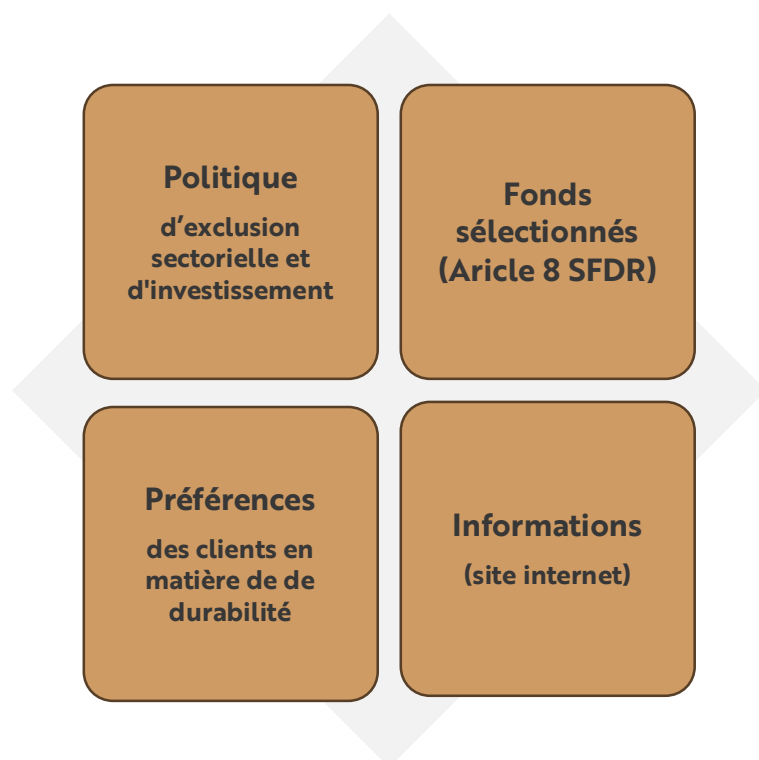 Politique
d’exclusion
sectorielle et
d'investissement
Fonds
sélectionnés
(Aricle 8 SFDR)
Préférences
des clients en
matière de de
durabilité
Informations
(site internet)